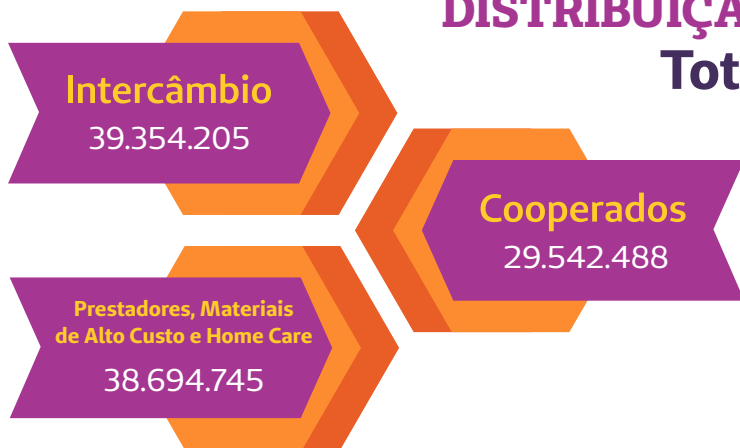 DISTRIBUIÇÃ
Tot
Intercâmbio
39.354.205
Cooperados
29.542.488
Prestadores, Materiais
de Alto Custo e Home Care
38.694.745